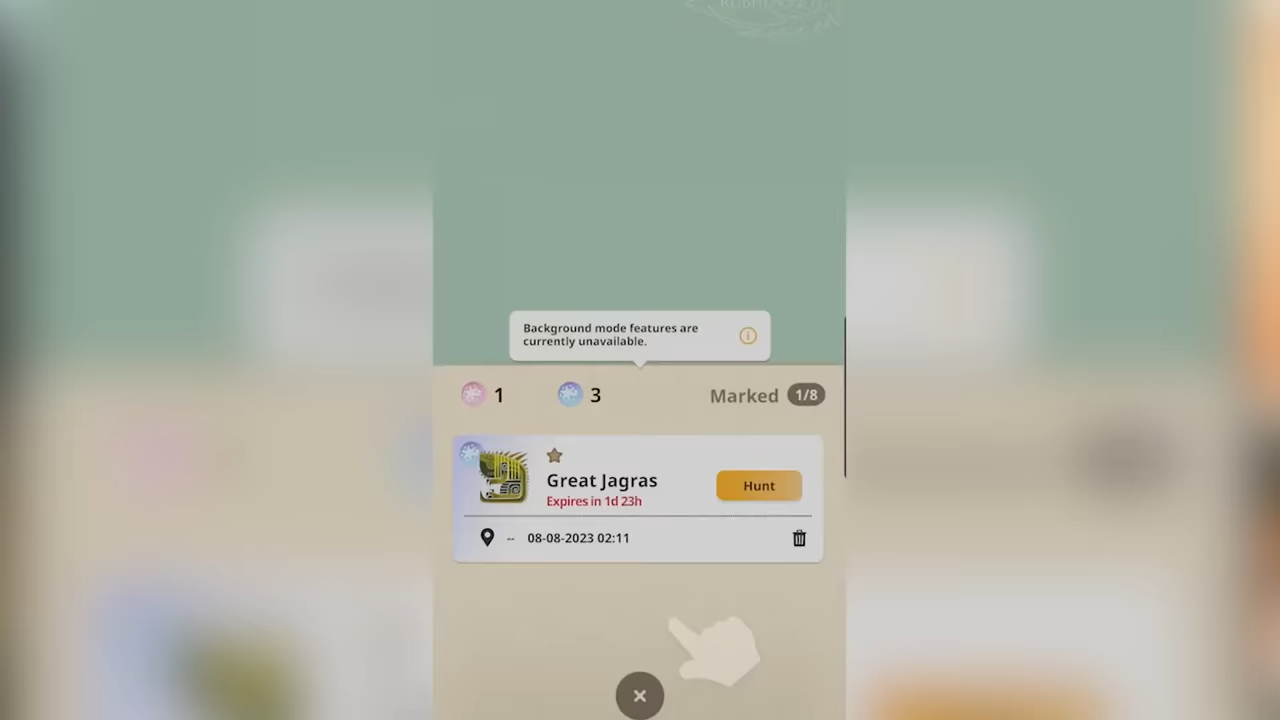 Background mode features are
currently unavailable.
1
3
Marked 1/8
Great Jagras
Hunt
Expires in 1d 23h
-- 08-08-2023 02:11